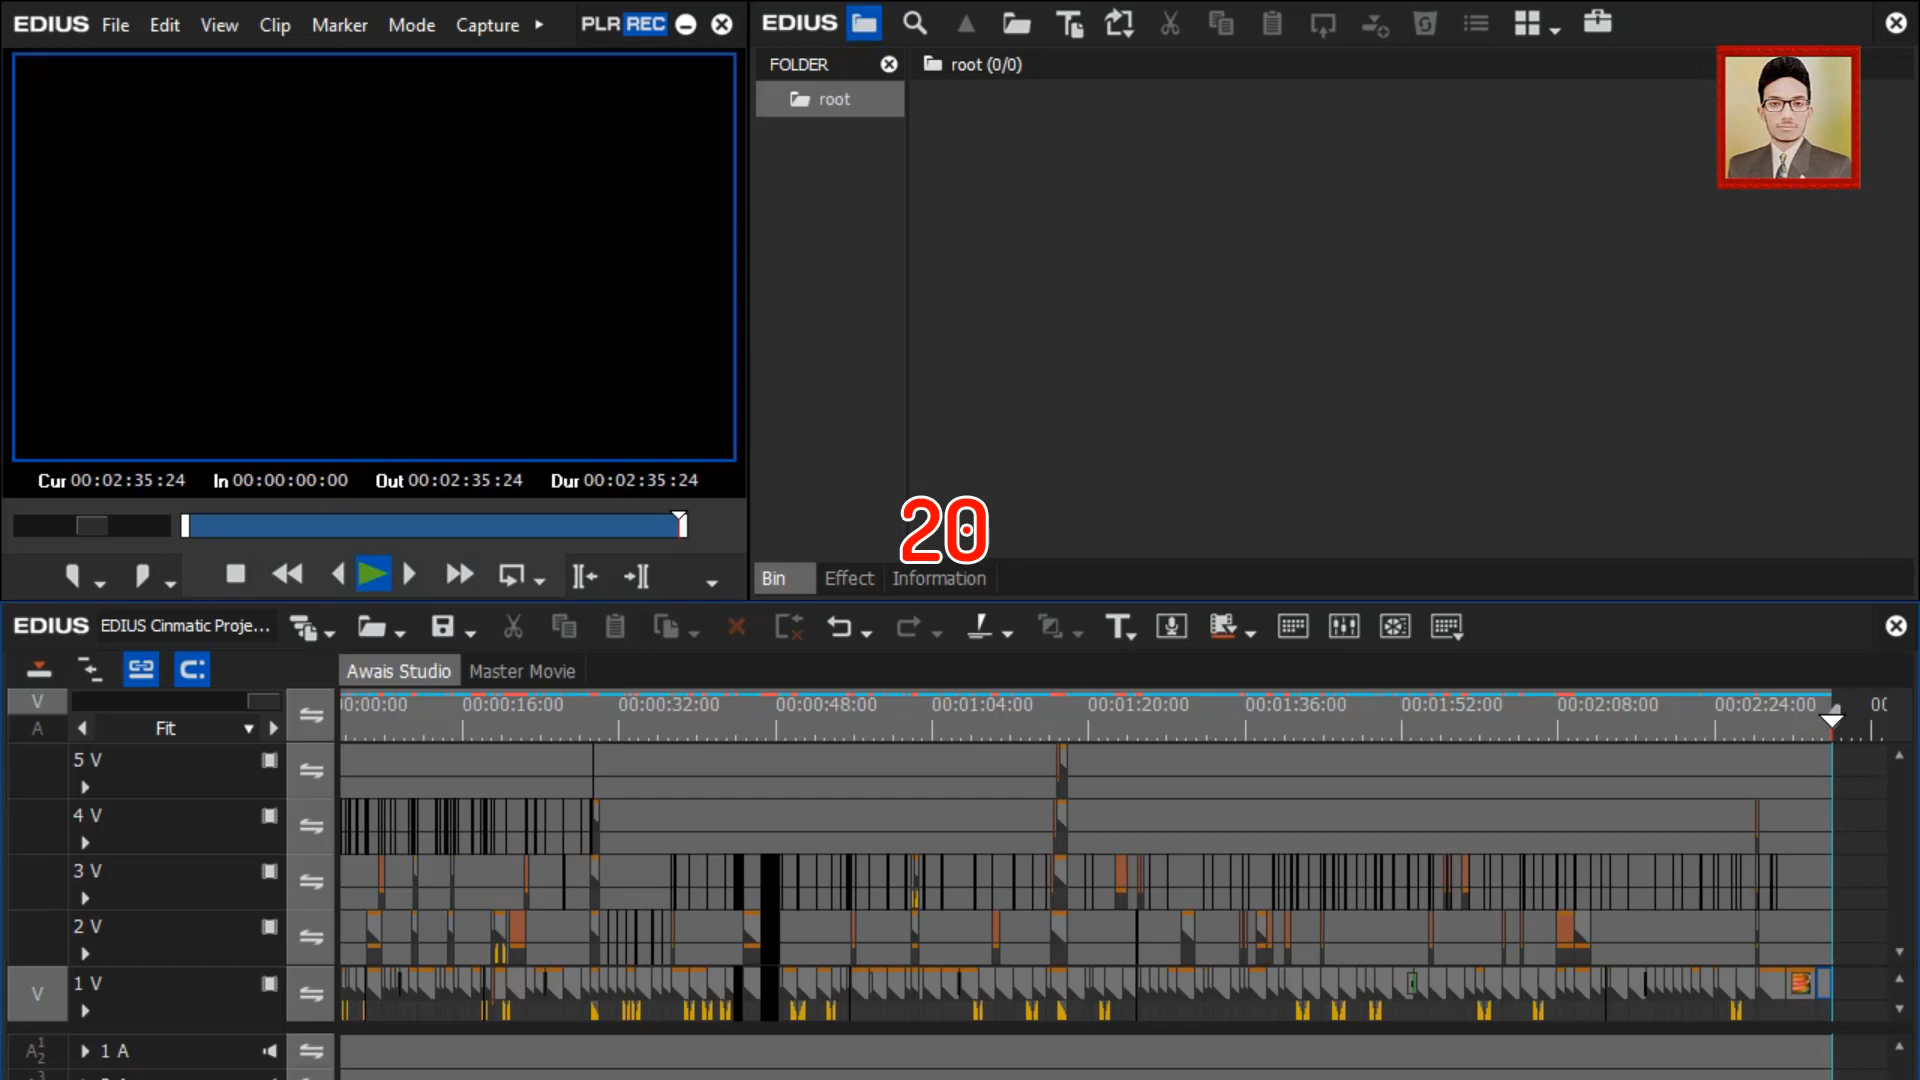 EDIUS File Edit View Clip Marker Mode Capture PLR REC
EDIUS
FOLDER
root (0/0)
root
Cur 00:02:35:24 In 00:00:00:00 Out 00:02:35:24 Dur 00:02:35:24
20
Bin Effect Information
EDIUS EDIUS Cinmatic Proje...
Awais Studio Master Movie
V
00:00:16:00 00:00:32:00 00:00:48:00 00:01:04:00 00:01:20:00 00:01:36:00 00:01:52:00 00:02:08:00 00:02:24:00
A Fit
5 V
4 V
3 V
2 V
V 1 V
A 1 2 1 A